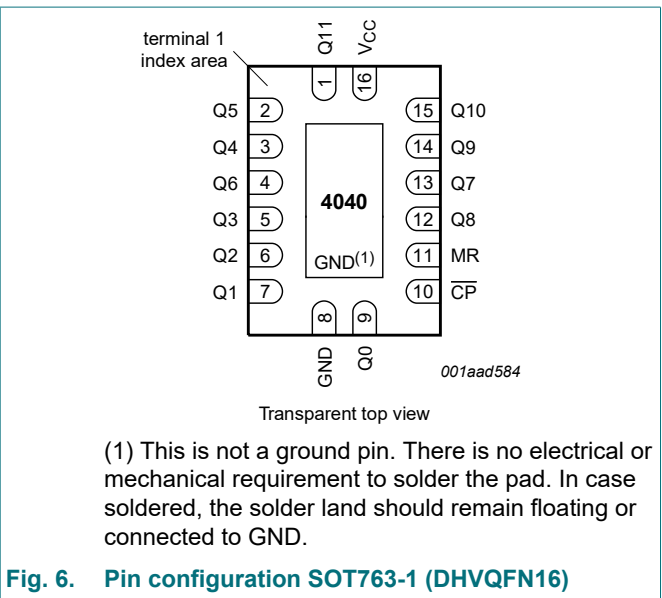 terminal 1
index area
Q11
VCC
1
16
Q5 2
15 Q10
Q4 3
14 Q9
Q6 4
13 Q7
4040
Q3 5
12 Q8
Q2 6
GND(1)
11 MR
Q1 7
10 C̅P̅
8
9
GND
Q0
001aad584
Transparent top view
(1) This is not a ground pin. There is no electrical or
mechanical requirement to solder the pad. In case
soldered, the solder land should remain floating or
connected to GND.
Fig. 6. Pin configuration SOT763-1 (DHVQFN16)